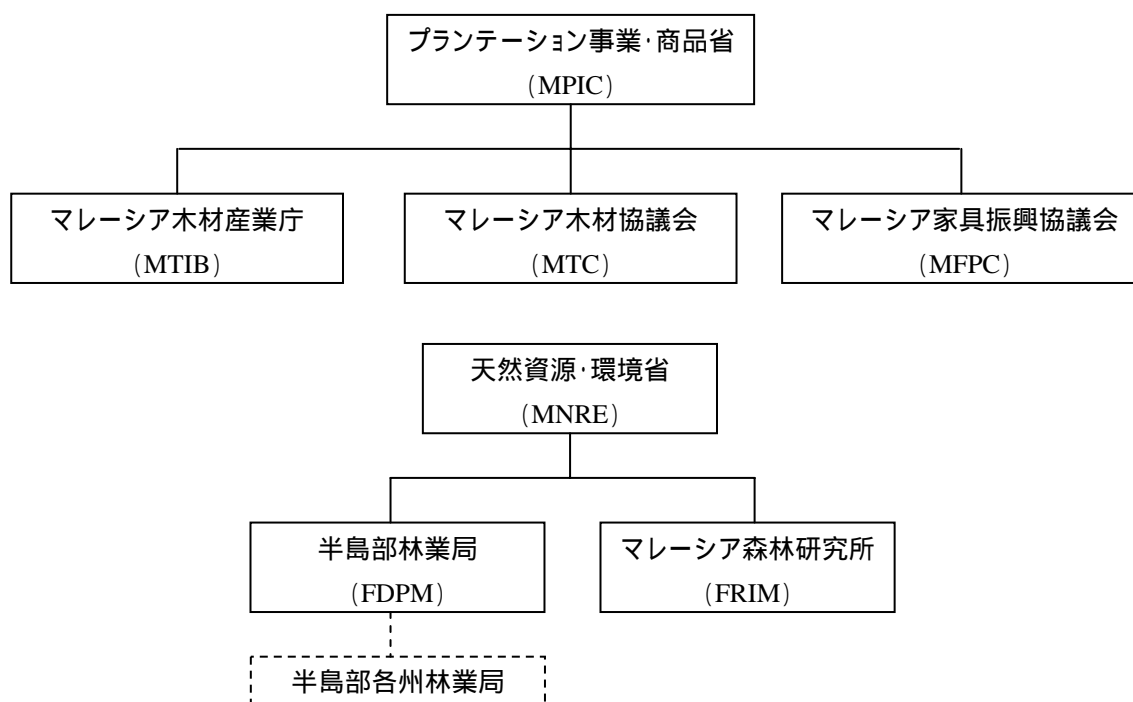 プランテーション事業・商品省
(MPIC)
マレーシア木材産業庁
(MTIB)
マレーシア木材協議会
(MTC)
マレーシア家具振興協議会
(MFPC)
天然資源・環境省
(MNRE)
半島部林業局
(FDPM)
マレーシア森林研究所
(FRIM)
半島部各州林業局